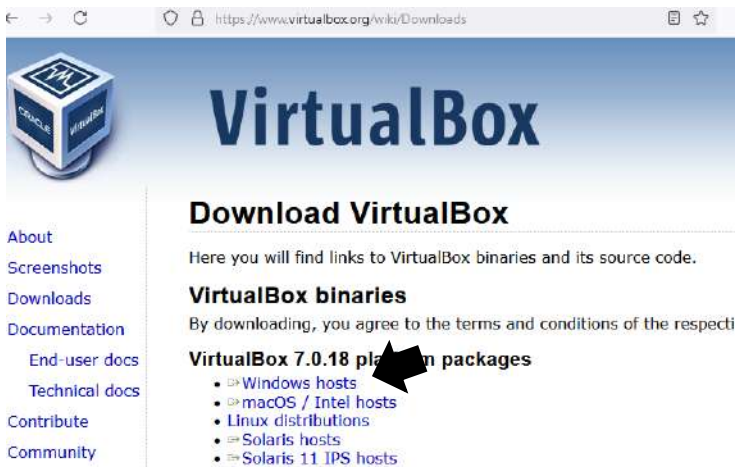 https://www.virtualbox.org/wiki/Downloads
ORACLE
VirtualBox
VirtualBox
About
Screenshots
Downloads
Documentation
End-user docs
Technical docs
Contribute
Community
Download VirtualBox
Here you will find links to VirtualBox binaries and its source code.
VirtualBox binaries
By downloading, you agree to the terms and conditions of the respecti
VirtualBox 7.0.18 pl m packages
Windows hosts
macOS / Intel hosts
Linux distributions
Solaris hosts
Solaris 11 IPS hosts